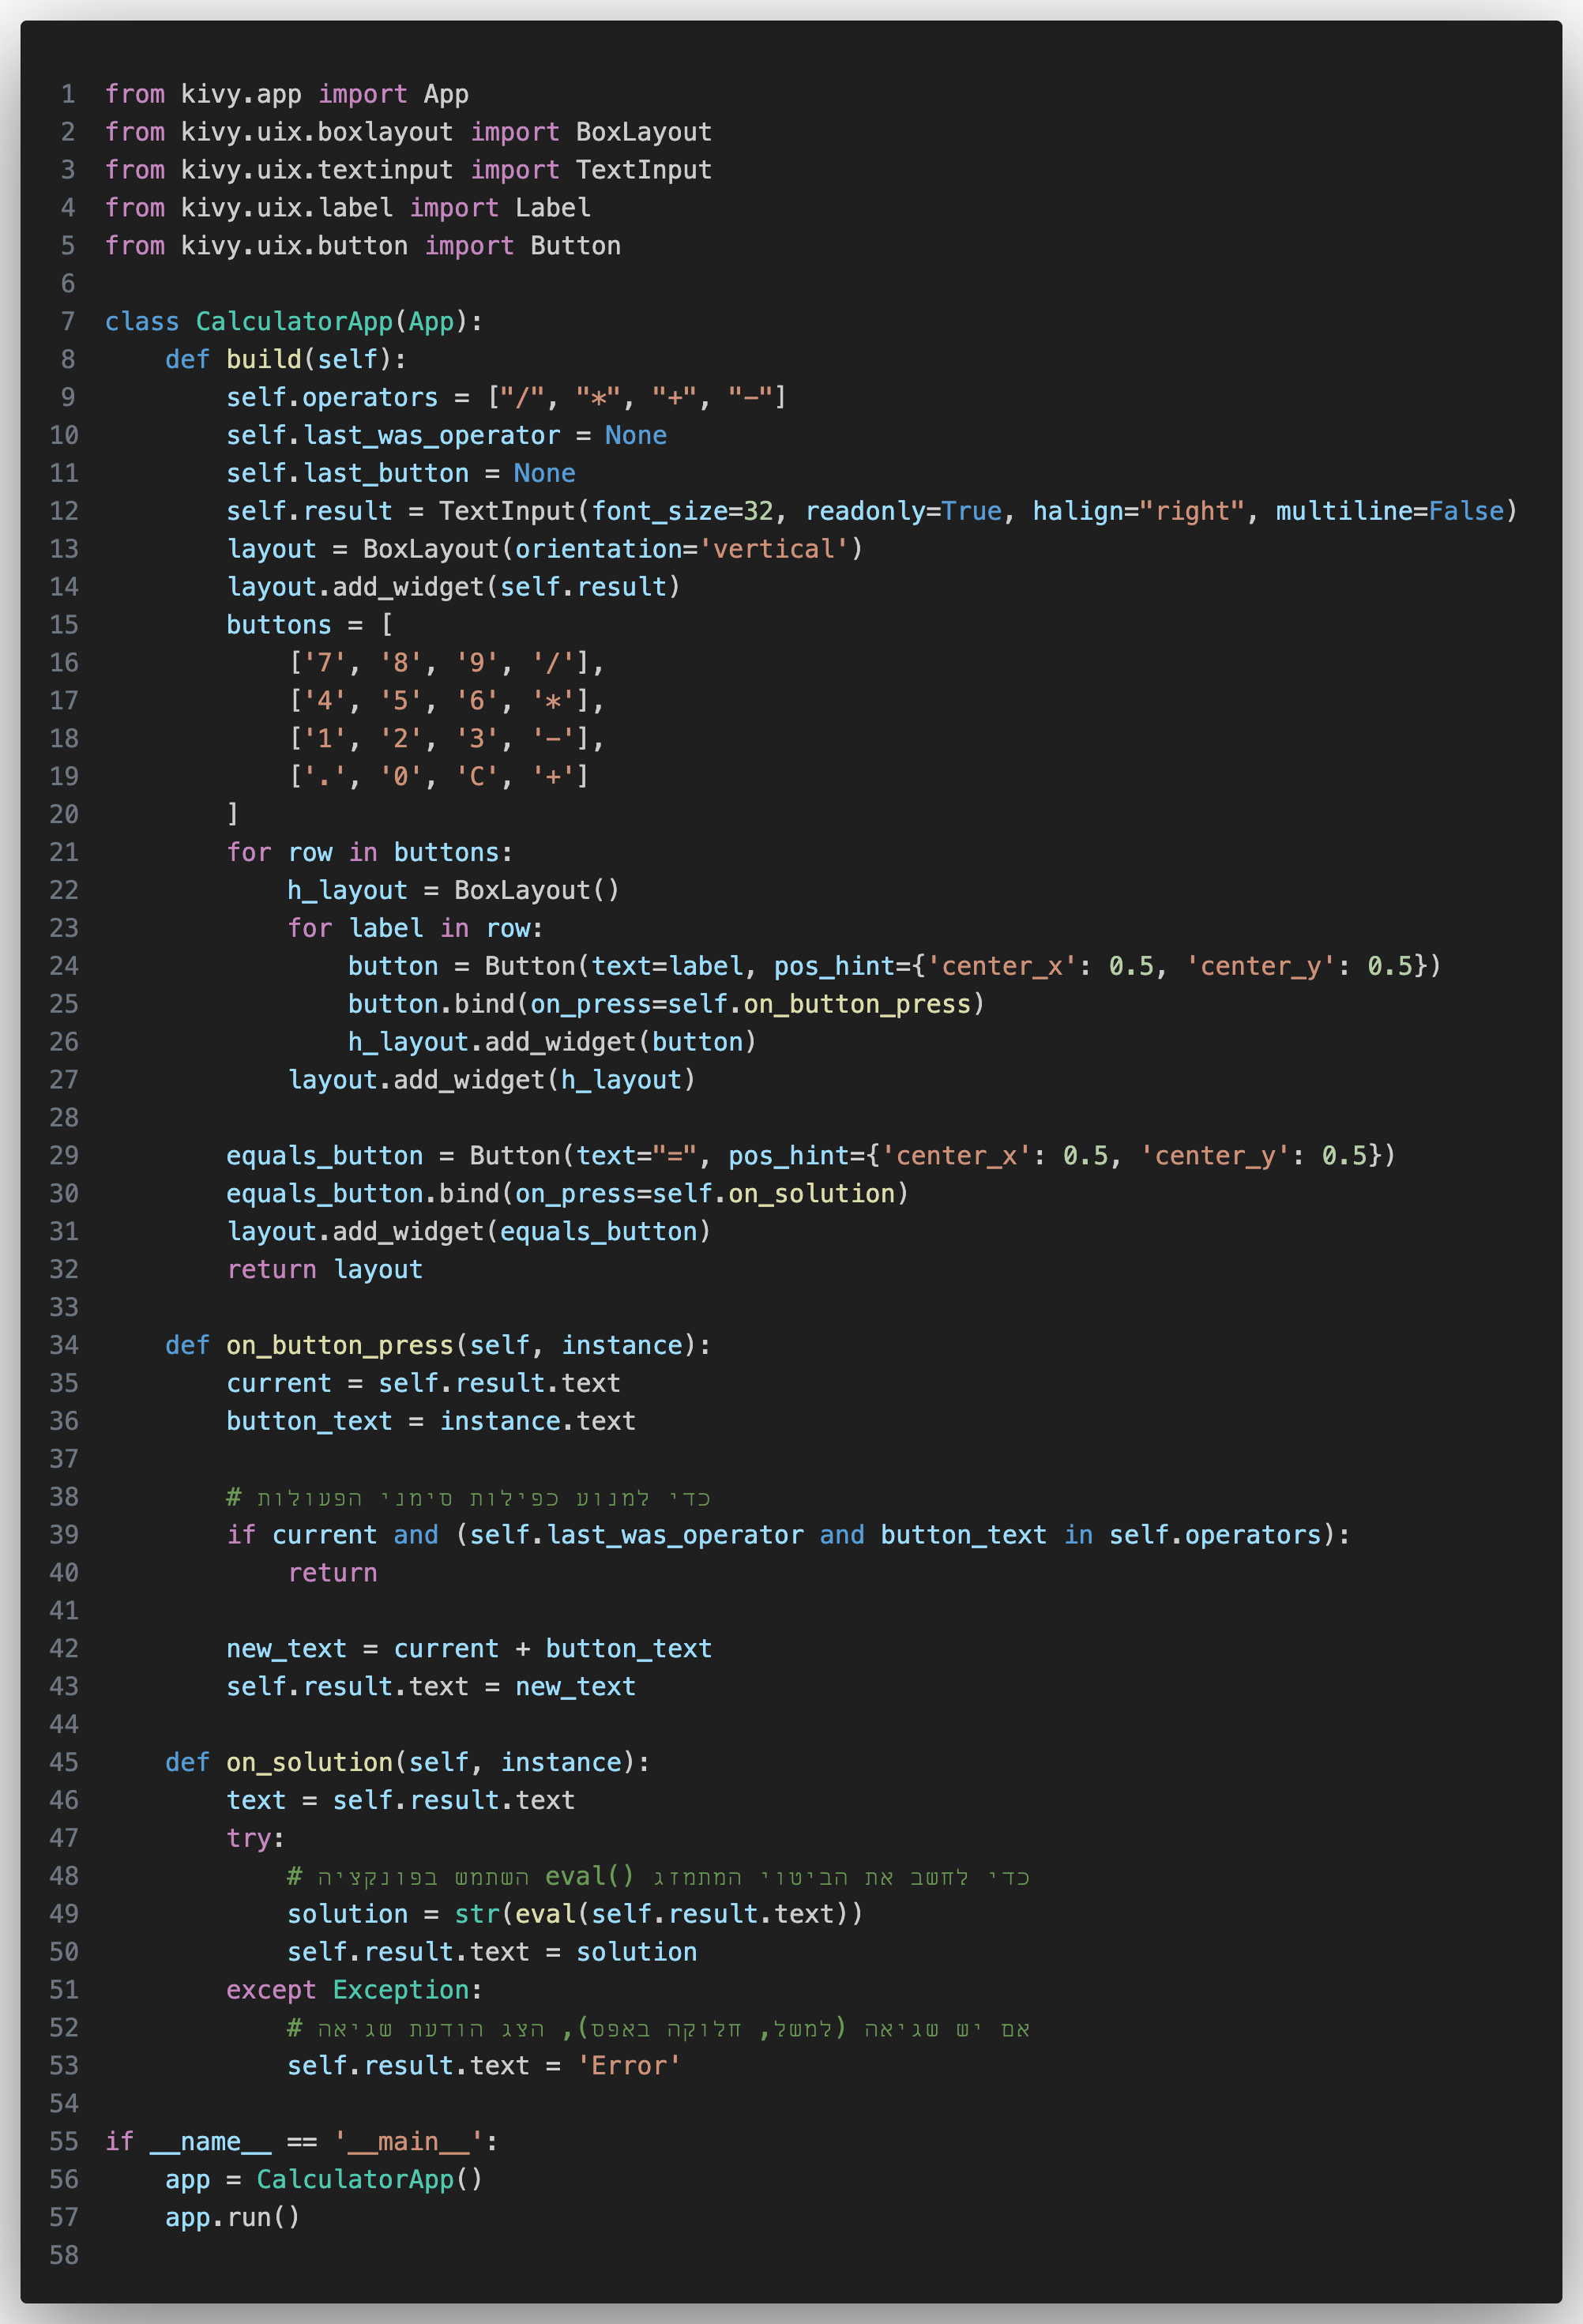 1 from kivy.app import App
2 from kivy.uix.boxlayout import BoxLayout
3 from kivy.uix.textinput import TextInput
4 from kivy.uix.label import Label
5 from kivy.uix.button import Button
6
7 class CalculatorApp(App):
8     def build(self):
9         self.operators = ["/", "*", "+", "-"]
10         self.last_was_operator = None
11         self.last_button = None
12         self.result = TextInput(font_size=32, readonly=True, halign="right", multiline=False)
13         layout = BoxLayout(orientation='vertical')
14         layout.add_widget(self.result)
15         buttons = [
16             ['7', '8', '9', '/'],
17             ['4', '5', '6', '*'],
18             ['1', '2', '3', '-'],
19             ['.', '0', 'C', '+']
20         ]
21         for row in buttons:
22             h_layout = BoxLayout()
23             for label in row:
24                 button = Button(text=label, pos_hint={'center_x': 0.5, 'center_y': 0.5})
25                 button.bind(on_press=self.on_button_press)
26                 h_layout.add_widget(button)
27             layout.add_widget(h_layout)
28
29         equals_button = Button(text="=", pos_hint={'center_x': 0.5, 'center_y': 0.5})
30         equals_button.bind(on_press=self.on_solution)
31         layout.add_widget(equals_button)
32         return layout
33
34     def on_button_press(self, instance):
35         current = self.result.text
36         button_text = instance.text
37
38         # כדי למנוע כפילות סימני הפעולות
39         if current and (self.last_was_operator and button_text in self.operators):
40             return
41
42         new_text = current + button_text
43         self.result.text = new_text
44
45     def on_solution(self, instance):
46         text = self.result.text
47         try:
48             # השתמש בפונקציה eval() כדי לחשב את הביטוי המתמזג
49             solution = str(eval(self.result.text))
50             self.result.text = solution
51         except Exception:
52             # אם יש שגיאה (למשל, חלוקה באפס), הצג הודעת שגיאה
53             self.result.text = 'Error'
54
55 if __name__ == '__main__':
56     app = CalculatorApp()
57     app.run()
58